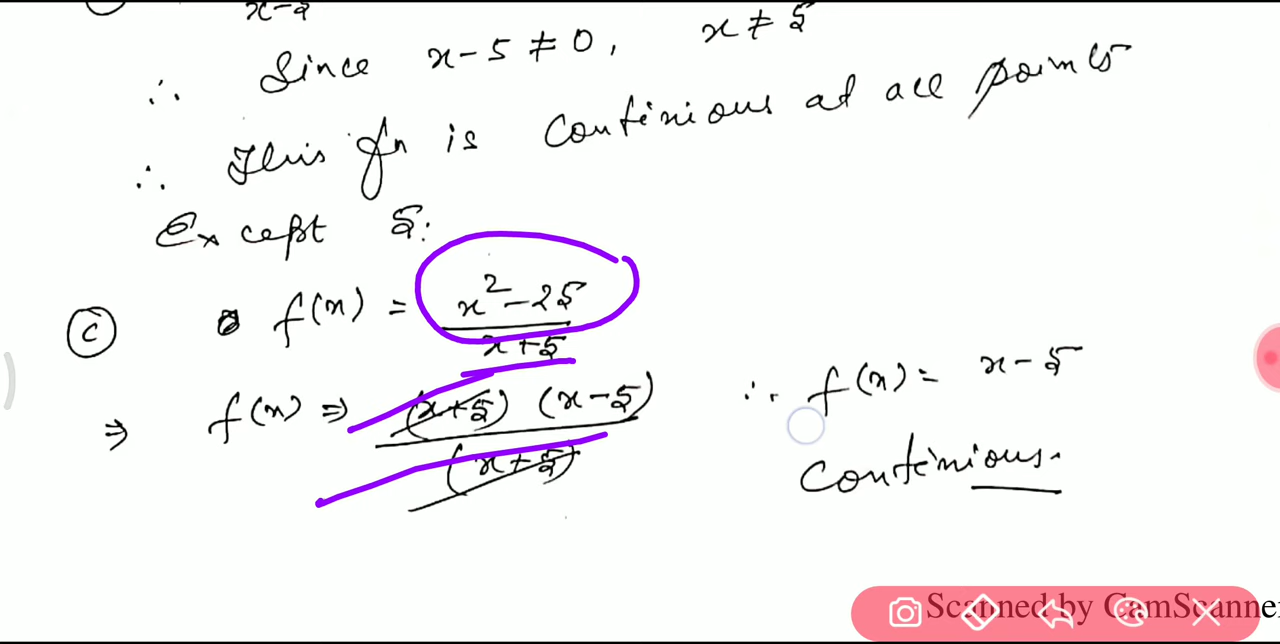 x-5
∴ Since x-5 ≠ 0, x ≠ 5
∴ This fn is continious at all points
Except 5:
(c) f(x) = x²-25 / x+5
⇒ f(x) ⇒ (x+5) (x-5) / (x+5) ∴ f(x) = x-5
continious.
Scanned by CamScanner